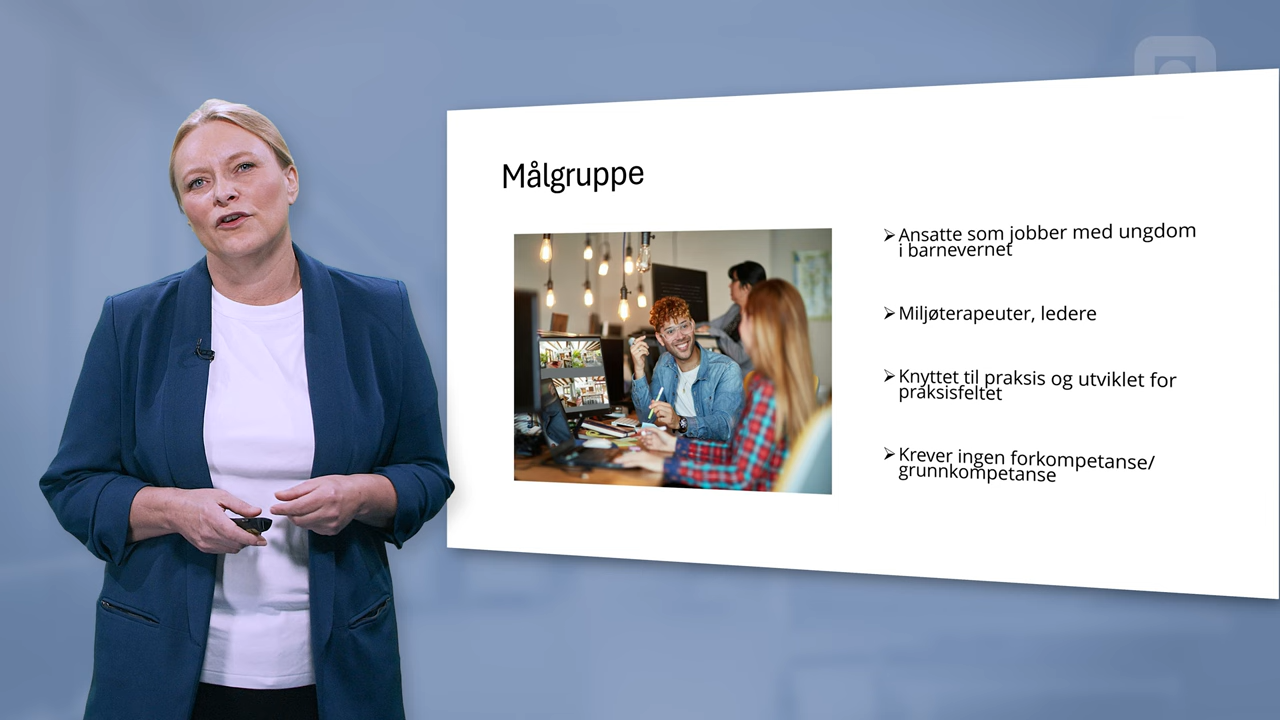 Målgruppe
➢Ansatte som jobber med ungdom
i barnevernet
➢Miljøterapeuter, ledere
➢Knyttet til praksis og utviklet for
praksisfeltet
➢Krever ingen forkompetanse/
grunnkompetanse